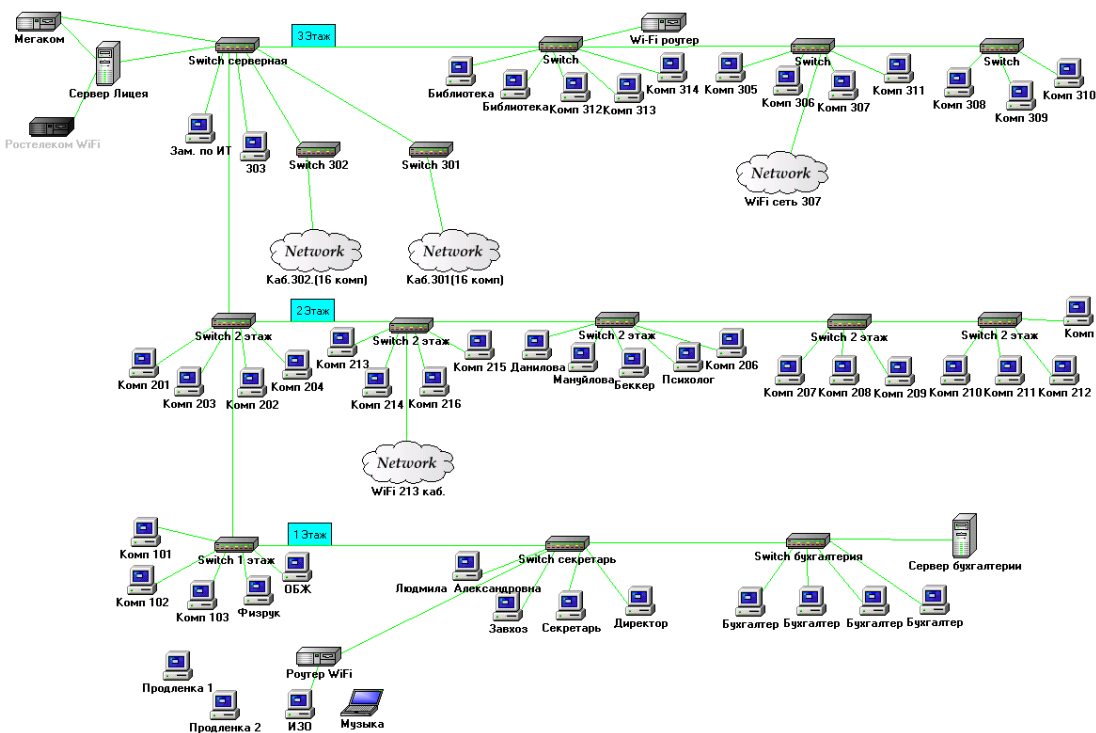 Мегаком
Сервер Лицея
Ростелеком WiFi
Switch серверная
3 Этаж
Switch
Wi-Fi роутер
Switch
Switch
Библиотека
Библиотека
Комп 312
Комп 313
Комп 314
Комп 305
Комп 306
Комп 307
Комп 311
Комп 308
Комп 309
Комп 310
Зам. по ИТ
303
Switch 302
Switch 301
Network
WiFi сеть 307
Network
Каб.302.(16 комп)
Network
Каб.301(16 комп)
2 Этаж
Switch 2 этаж
Switch 2 этаж
Switch 2 этаж
Switch 2 этаж
Switch 2 этаж
Комп
Комп 201
Комп 203
Комп 202
Комп 204
Комп 213
Комп 214
Комп 216
Комп 215
Данилова
Мануйлова
Беккер
Психолог
Комп 206
Комп 207
Комп 208
Комп 209
Комп 210
Комп 211
Комп 212
Network
WiFi 213 каб.
1 Этаж
Комп 101
Switch 1 этаж
Switch секретарь
Switch бухгалтерия
Сервер бухгалтерии
Комп 102
Комп 103
Физрук
ОБЖ
Людмила Александровна
Завхоз
Секретарь
Директор
Бухгалтер
Бухгалтер
Бухгалтер
Бухгалтер
Роутер WiFi
Продленка 1
Продленка 2
ИЗО
Музыка